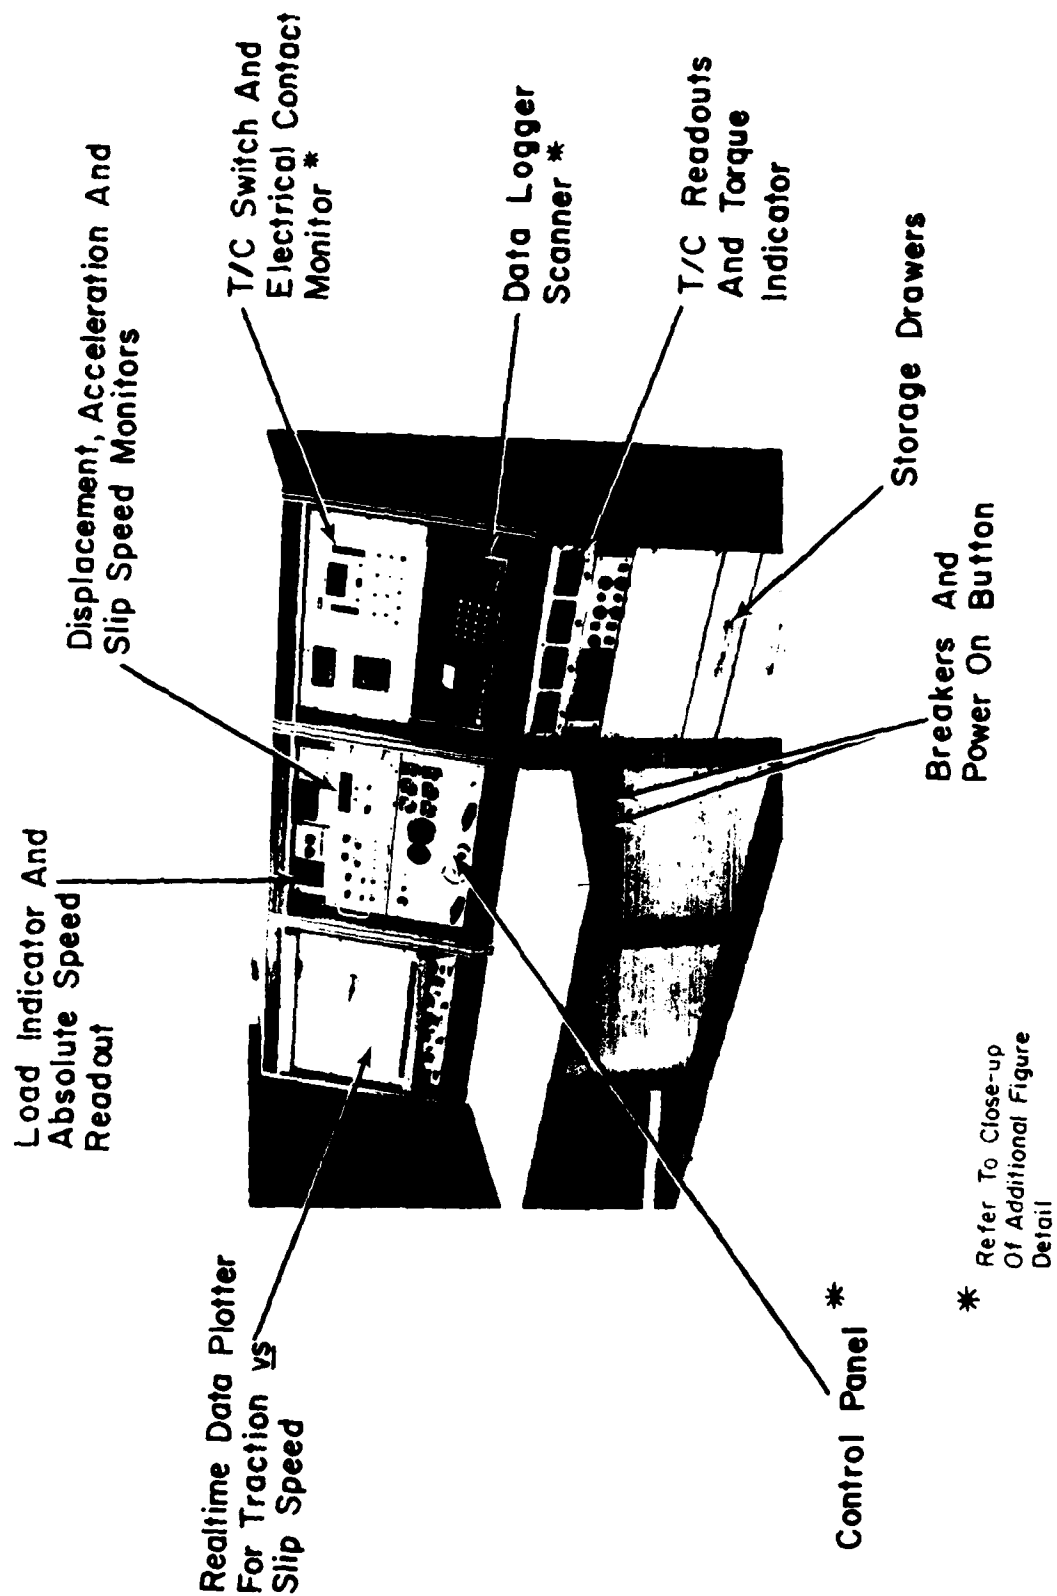 Load Indicator And
Absolute Speed
Readout
Displacement, Acceleration And
Slip Speed Monitors
T/C Switch And
Electrical Contact
Monitor *
Data Logger
Scanner *
T/C Readouts
And Torque
Indicator
Storage Drawers
Breakers And
Power On Button
Realtime Data Plotter
For Traction vs
Slip Speed
Control Panel *
* Refer To Close-up
Of Additional Figure
Detail